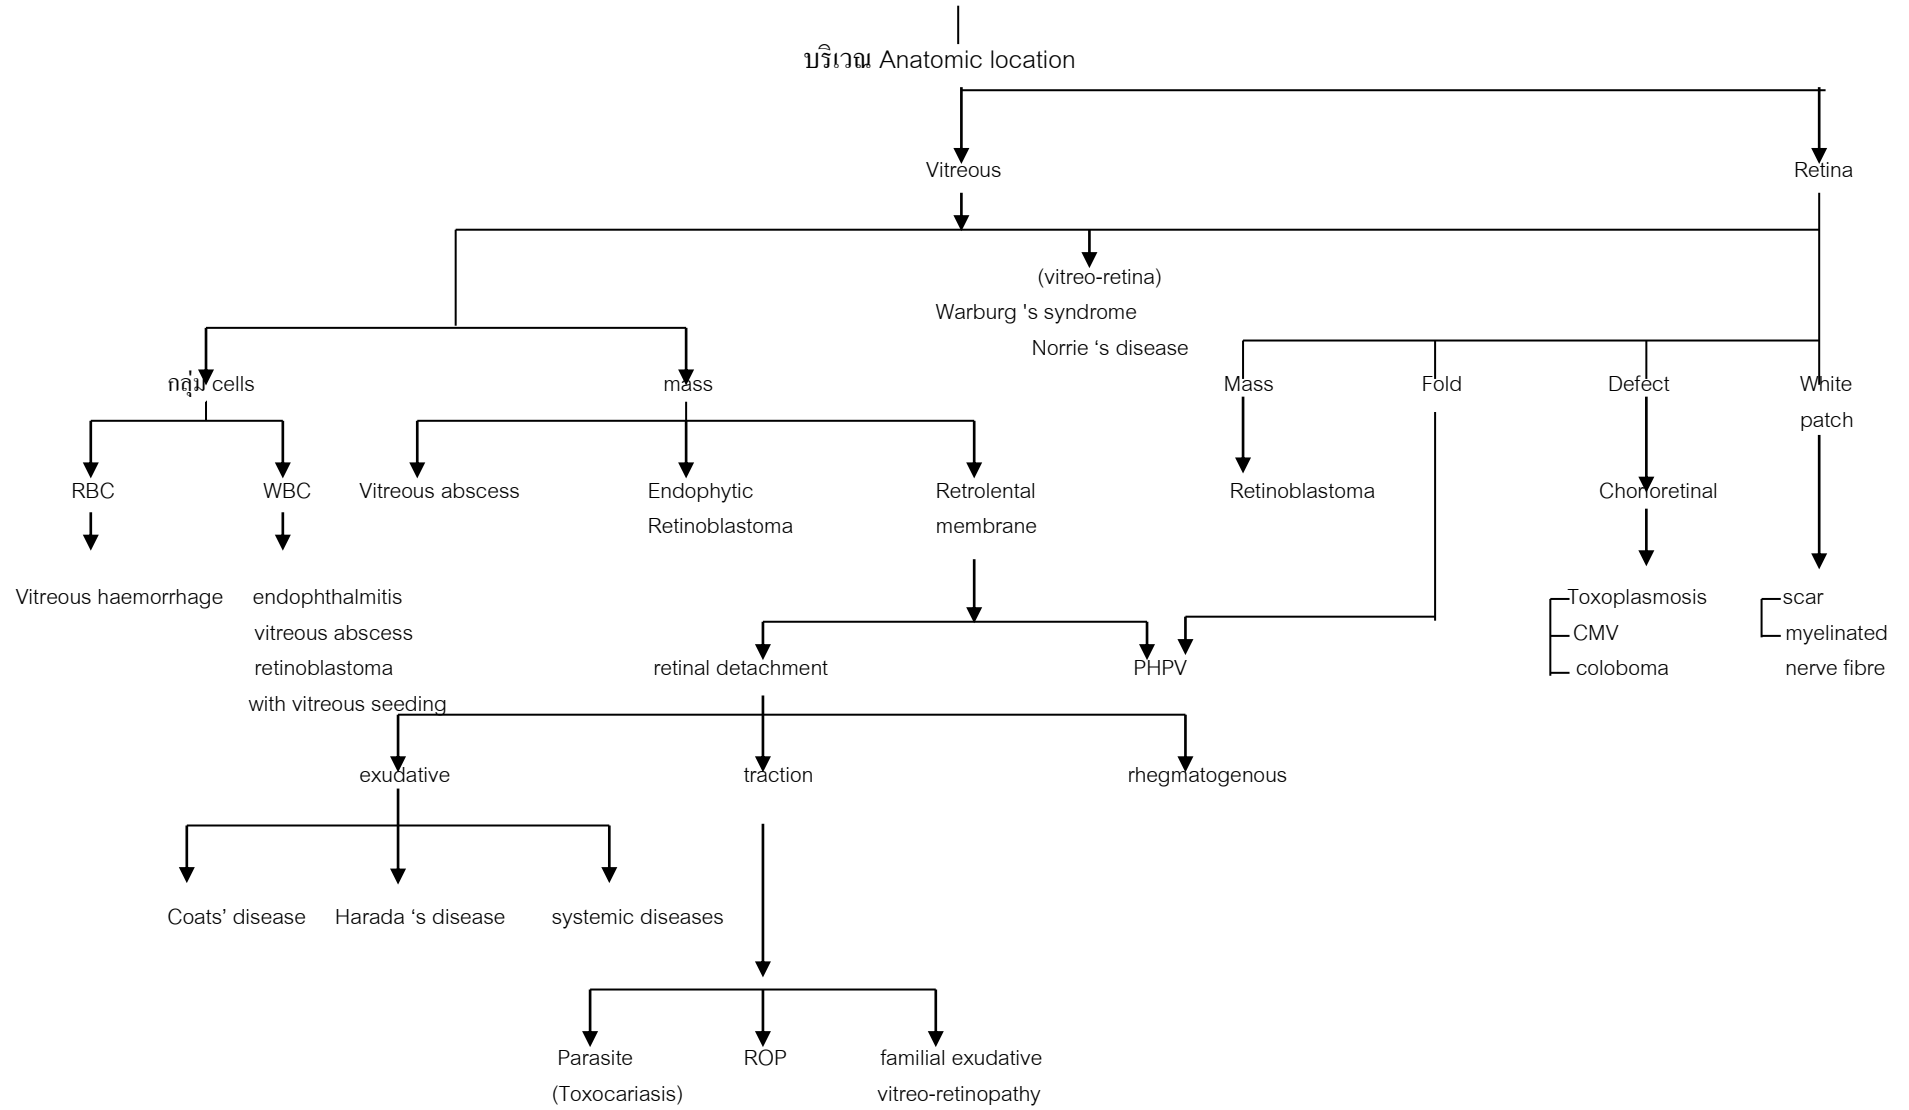 บริเวณ Anatomic location
Vitreous
Retina
(vitreo-retina)
Warburg 's syndrome
Norrie ‘s disease
กลุ่ม cells
mass
Mass
Fold
Defect
White
patch
RBC
WBC
Vitreous abscess
Endophytic
Retinoblastoma
Retrolental
membrane
Retinoblastoma
Chorioretinal
Vitreous haemorrhage
endophthalmitis
vitreous abscess
retinoblastoma
with vitreous seeding
retinal detachment
PHPV
Toxoplasmosis
CMV
coloboma
scar
myelinated
nerve fibre
exudative
traction
rhegmatogenous
Coats’ disease
Harada ‘s disease
systemic diseases
Parasite
(Toxocariasis)
ROP
familial exudative
vitreo-retinopathy